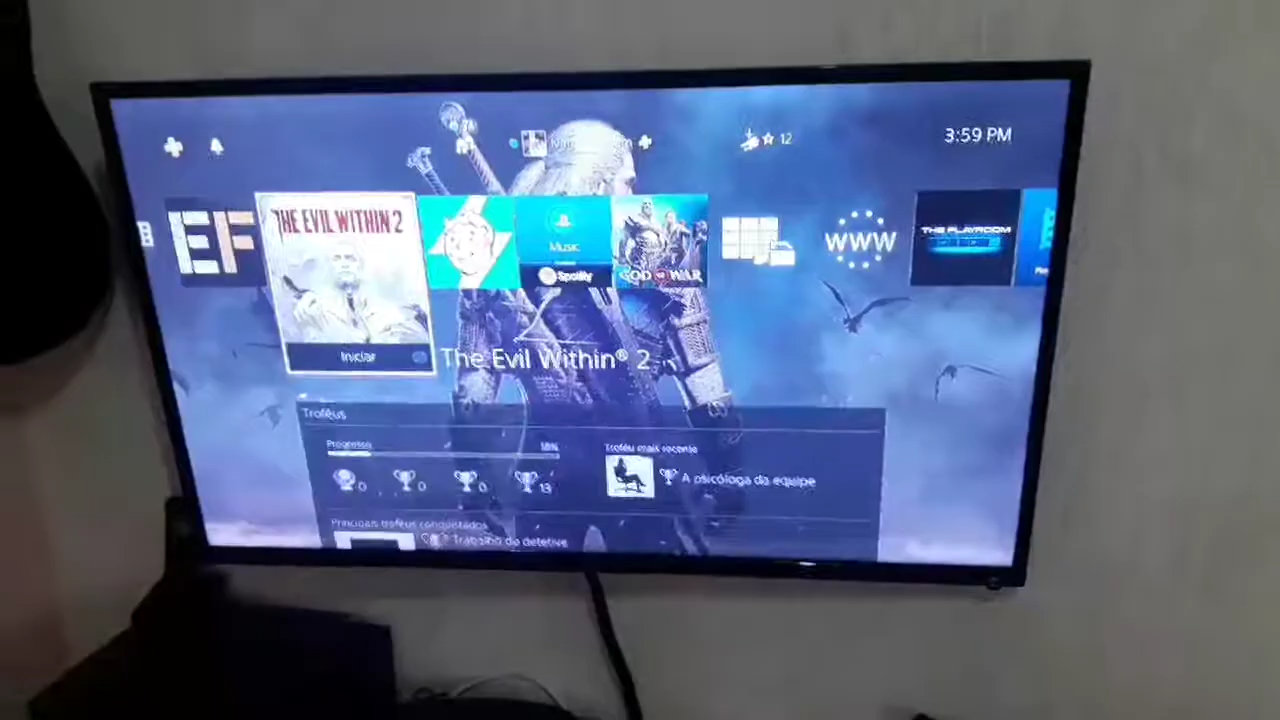 12
3:59 PM
EF
THE EVIL WITHIN 2
Music
Spotify
GOD OF WAR
WWW
THE PLAYROOM
Iniciar
The Evil Within® 2
Troféus
Progresso
Troféu mais recente
0
0
0
13
A psicóloga da equipe
Principais troféus conquistados
Trabalho de detetive